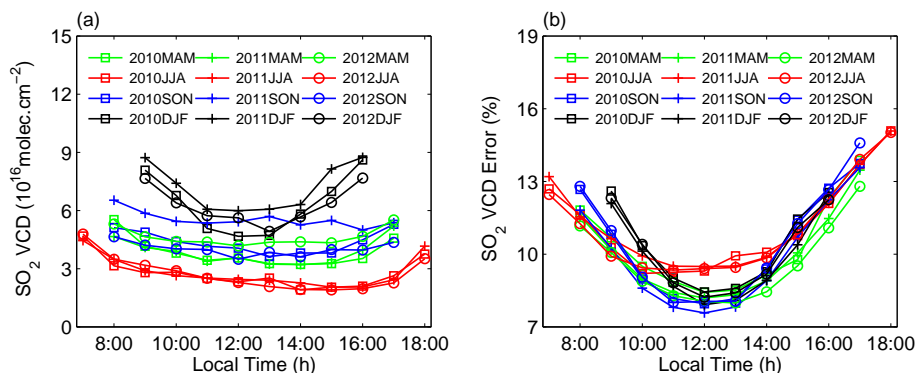 (a)
15
12
9
6
3
0
SO2 VCD (10^16 molec.cm^-2)
2010MAM 2011MAM 2012MAM
2010JJA 2011JJA 2012JJA
2010SON 2011SON 2012SON
2010DJF 2011DJF 2012DJF
8:00 10:00 12:00 14:00 16:00 18:00
Local Time (h)
(b)
16
13
10
7
SO2 VCD Error (%)
2010MAM 2011MAM 2012MAM
2010JJA 2011JJA 2012JJA
2010SON 2011SON 2012SON
2010DJF 2011DJF 2012DJF
8:00 10:00 12:00 14:00 16:00 18:00
Local Time (h)